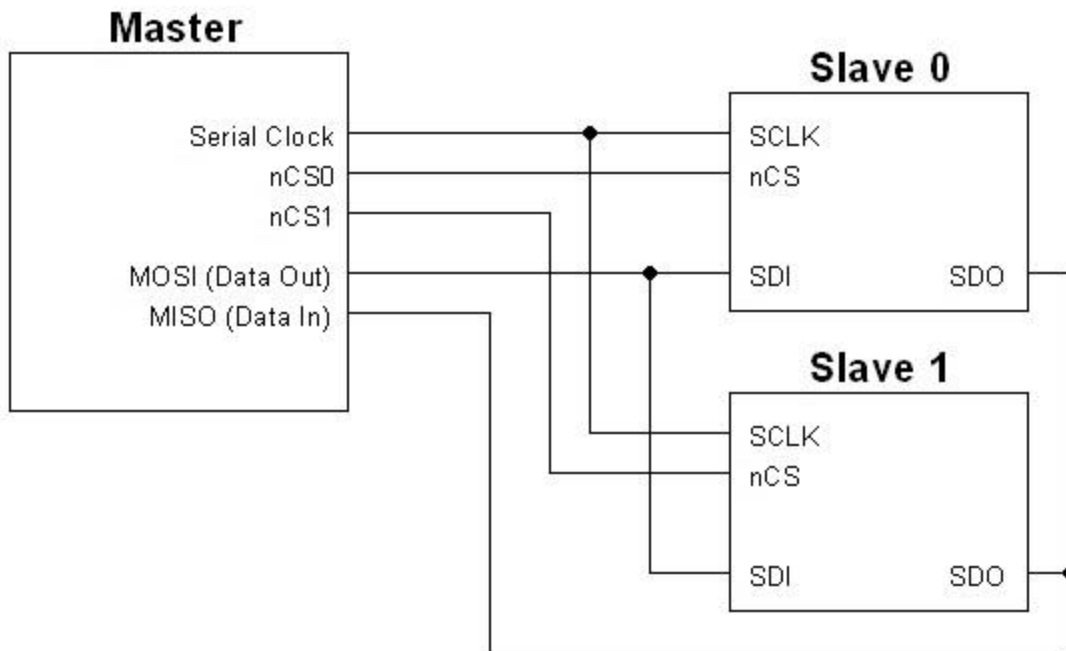 Master
Serial Clock
nCS0
nCS1
MOSI (Data Out)
MISO (Data In)
Slave 0
SCLK
nCS
SDI SDO
Slave 1
SCLK
nCS
SDI SDO